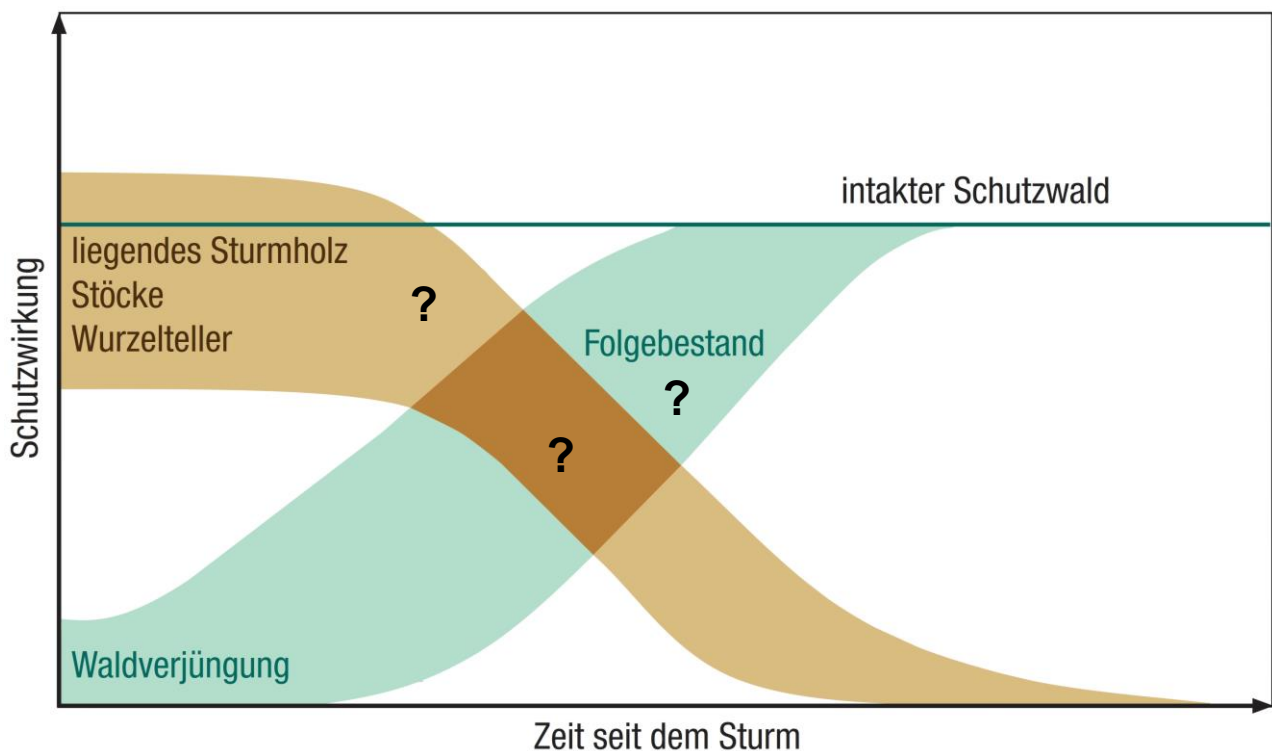 intakter Schutzwald
liegendes Sturmholz
Stöcke
Wurzelteller
?
Folgebestand
?
?
Waldverjüngung
Schutzwirkung
Zeit seit dem Sturm